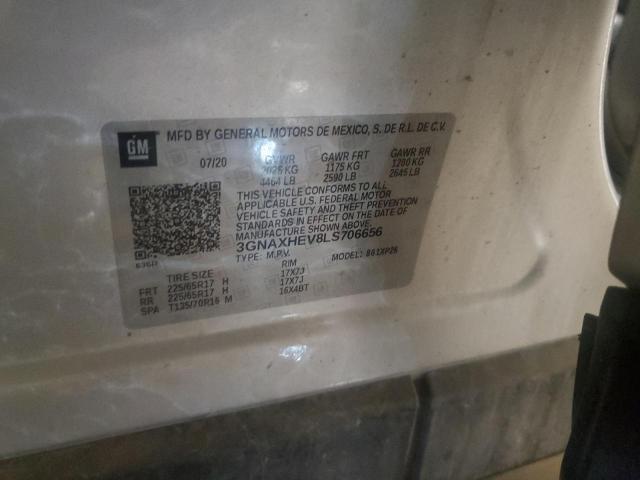 GM
MFD BY GENERAL MOTORS DE MEXICO, S. DE R.L. DE C.V.
07/20 GVWR GAWR FRT GAWR RR
2025 KG 1175 KG 1200 KG
4464 LB 2590 LB 2645 LB
THIS VEHICLE CONFORMS TO ALL
APPLICABLE U.S. FEDERAL MOTOR
VEHICLE SAFETY AND THEFT PREVENTION
STANDARDS IN EFFECT ON THE DATE OF
MANUFACTURE SHOWN ABOVE.
3GNAXHEV8LS706656
TYPE: M.P.V. MODEL: B61XP26
TIRE SIZE RIM
FRT 225/65R17 H 17X7J
RR 225/65R17 H 17X7J
SPA T135/70R16 M 16X4BT